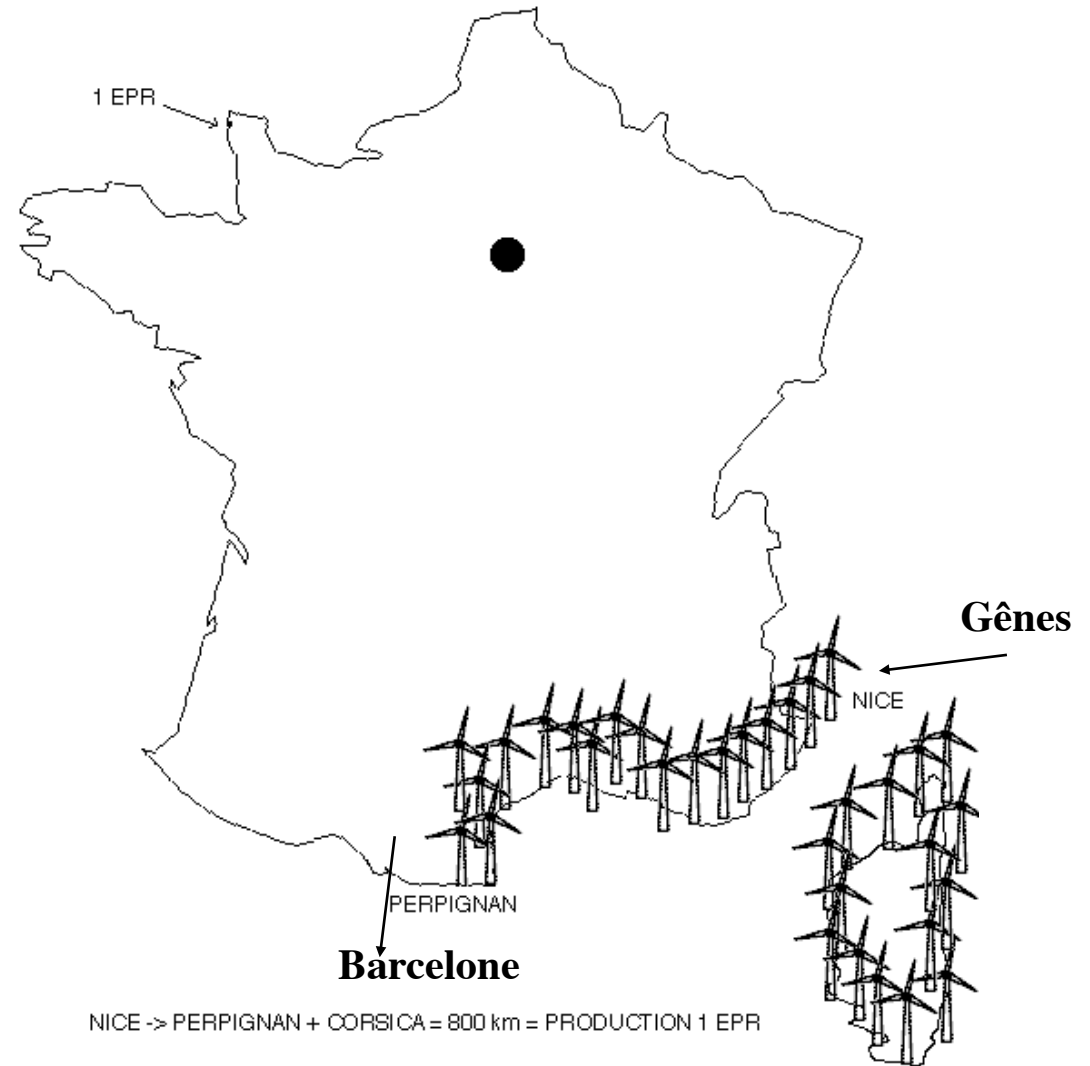 1 EPR
Gênes
NICE
PERPIGNAN
Barcelone
NICE -> PERPIGNAN + CORSICA = 800 km = PRODUCTION 1 EPR